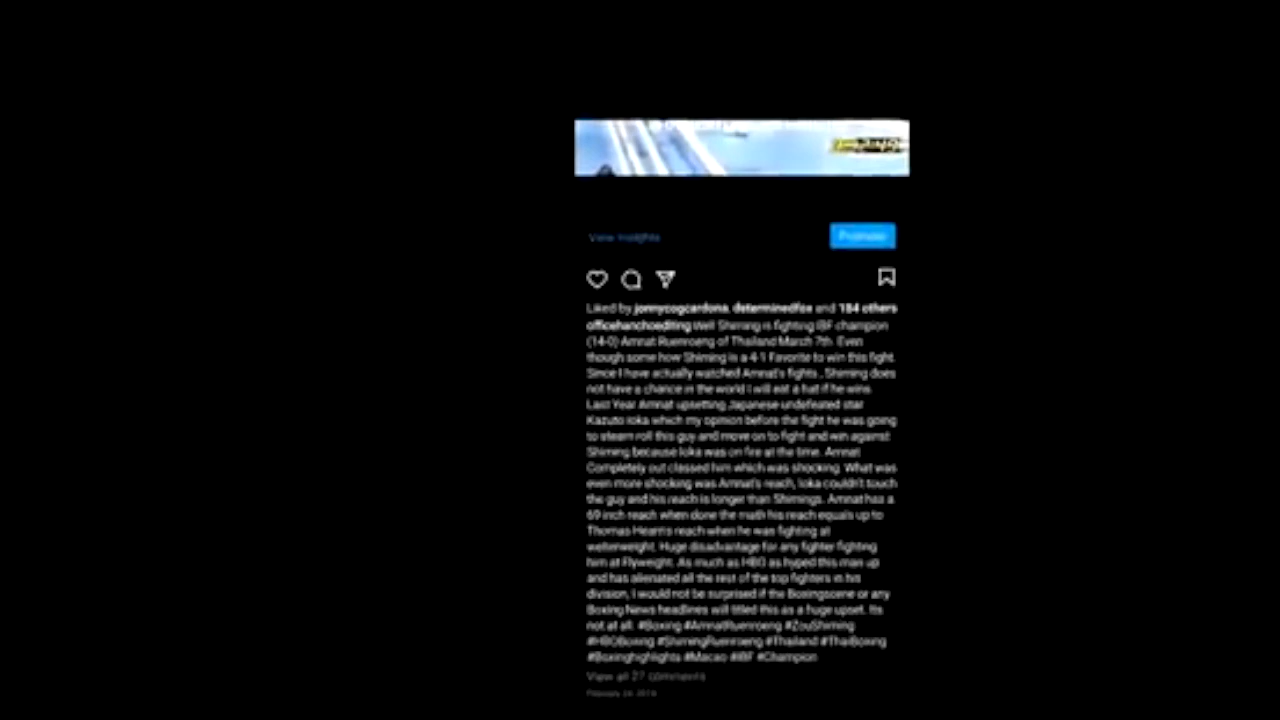 View Insights
Promote
Liked by jonnycogcardona, determinedfox and 184 others
officehanchoediting Well Shiming is fighting IBF champion
(14-0) Amnat Ruenroeng of Thailand March 7th. Even
though some how Shiming is a 4-1 Favorite to win this fight.
Since I have actually watched Amnat's fights , Shiming does
not have a chance in the world I will eat a hat if he wins.
Last Year Amnat upsetting Japanese undefeated star
Kazuto Ioka which my opinion before the fight he was going
to steam roll this guy and move on to fight and win against
Shiming because Ioka was on fire at the time. Amnat
Completely out classed him which was shocking. What was
even more shocking was Amnat's reach, Ioka couldn't touch
the guy and his reach is longer than Shimings. Amnat has a
69 inch reach when done the math his reach equals up to
Thomas Hearn's reach when he was fighting at
welterweight. Huge disadvantage for any fighter fighting
him at Flyweight. As much as HBO as hyped this man up
and has alienated all the rest of the top fighters in his
division, I would not be surprised if the Boxingscene or any
Boxing News headlines will titled this as a huge upset. Its
not at all. #Boxing #AmnatRuenroeng #ZouShiming
#HBOBoxing #ShimingRuenroeng #Thailand #ThaiBoxing
#Boxinghighlights #Macao #IBF #Champion
View all 27 comments
February